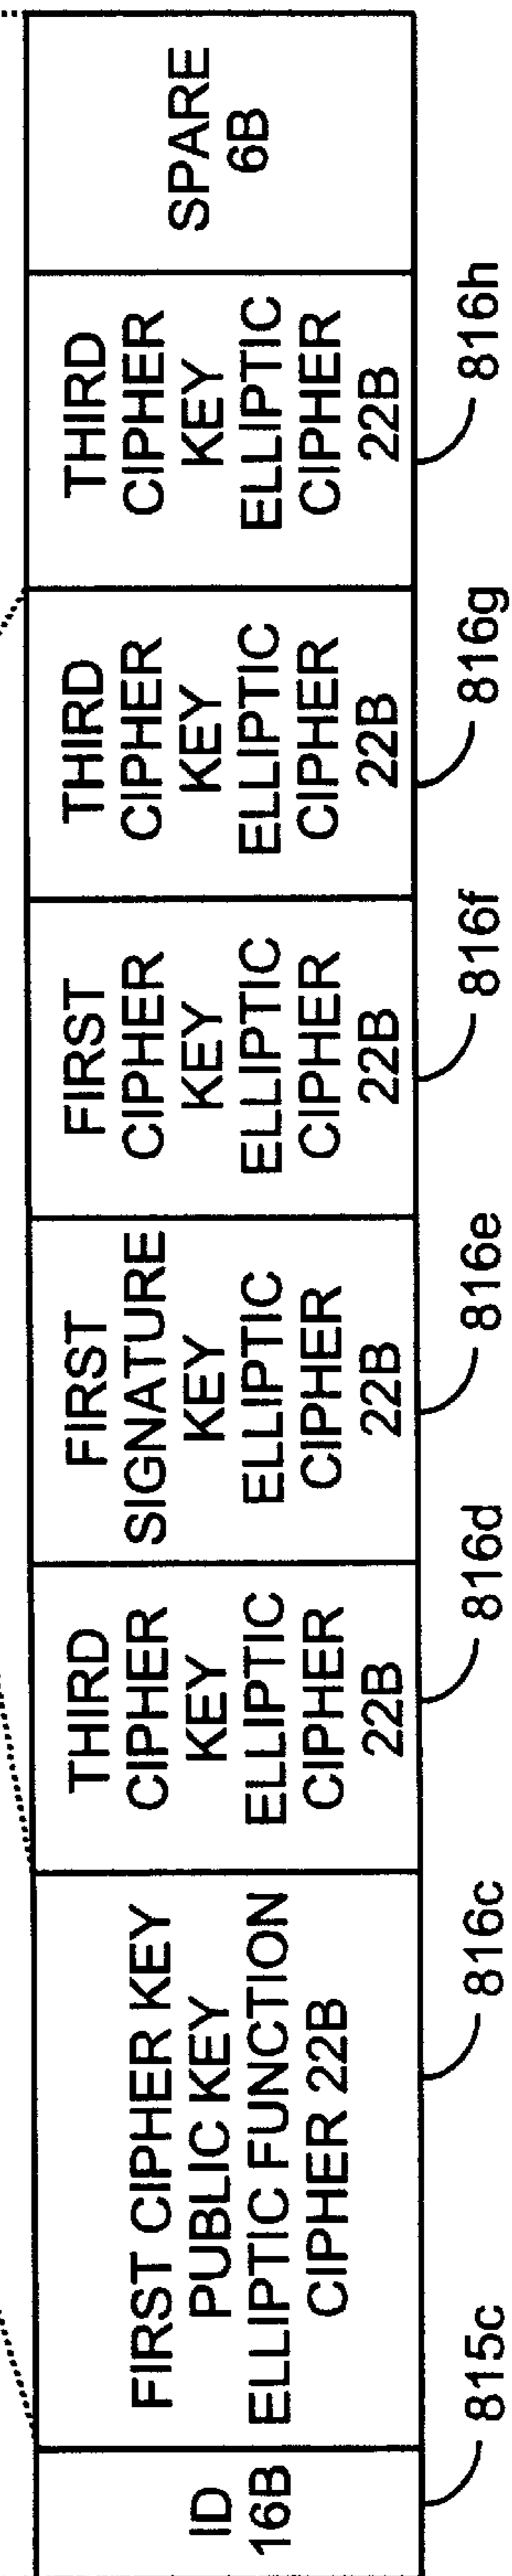 ID
16B
815c
FIRST CIPHER KEY
PUBLIC KEY
ELLIPTIC FUNCTION
CIPHER 22B
816c
THIRD
CIPHER
KEY
ELLIPTIC
CIPHER
22B
816d
FIRST
SIGNATURE
KEY
ELLIPTIC
CIPHER
22B
816e
FIRST
CIPHER
KEY
ELLIPTIC
CIPHER
22B
816f
THIRD
CIPHER
KEY
ELLIPTIC
CIPHER
22B
816g
THIRD
CIPHER
KEY
ELLIPTIC
CIPHER
22B
816h
SPARE
6B